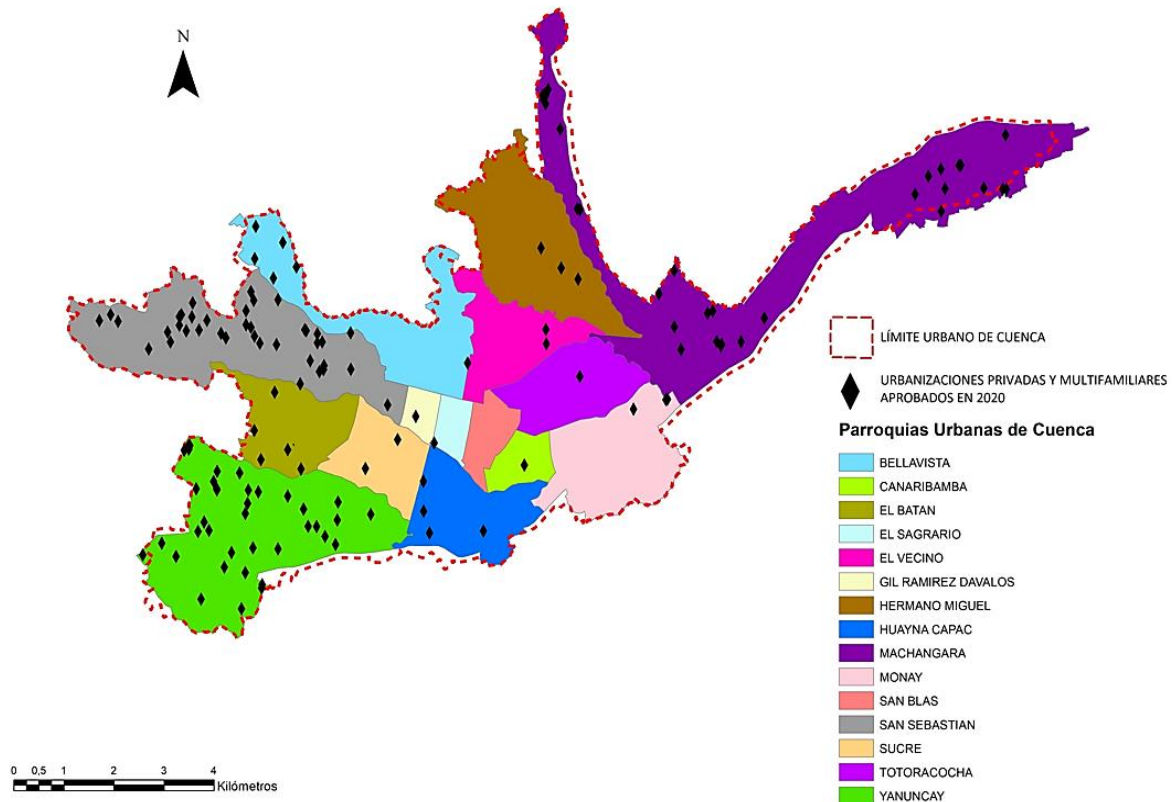 N
LÍMITE URBANO DE CUENCA
URBANIZACIONES PRIVADAS Y MULTIFAMILIARES
APROBADOS EN 2020
Parroquias Urbanas de Cuenca
BELLAVISTA
CANARIBAMBA
EL BATAN
EL SAGRARIO
EL VECINO
GIL RAMIREZ DAVALOS
HERMANO MIGUEL
HUAYNA CAPAC
MACHANGARA
MONAY
SAN BLAS
SAN SEBASTIAN
SUCRE
TOTORACOCHA
YANUNCAY
0 0,5 1 2 3 4
Kilómetros